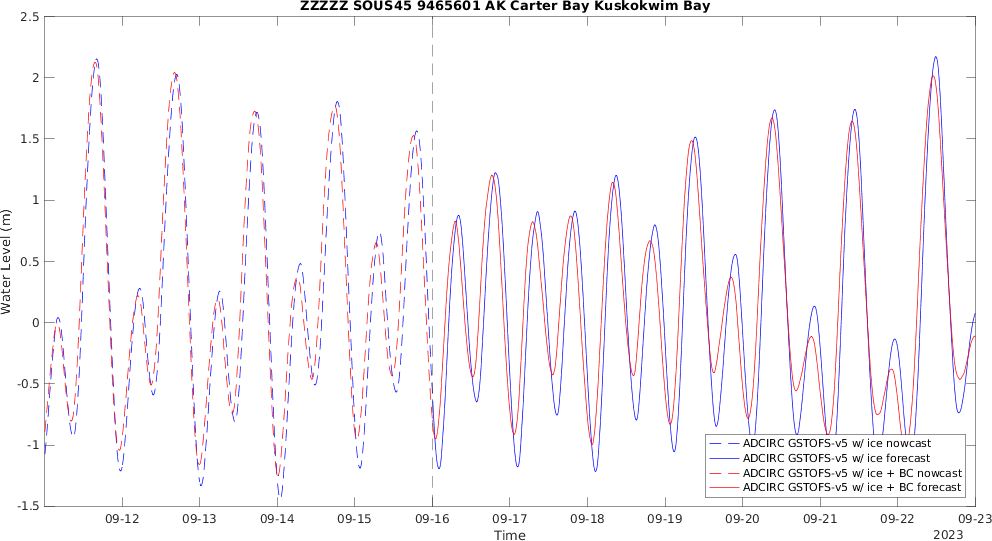 ZZZZZ SOUS45 9465601 AK Carter Bay Kuskokwim Bay
2.5
2
1.5
1
0.5
0
-0.5
-1
-1.5
Water Level (m)
ADCIRC GSTOFS-v5 w/ ice nowcast
ADCIRC GSTOFS-v5 w/ ice forecast
ADCIRC GSTOFS-v5 w/ ice + BC nowcast
ADCIRC GSTOFS-v5 w/ ice + BC forecast
09-12 09-13 09-14 09-15 09-16 09-17 09-18 09-19 09-20 09-21 09-22 09-23
Time
2023